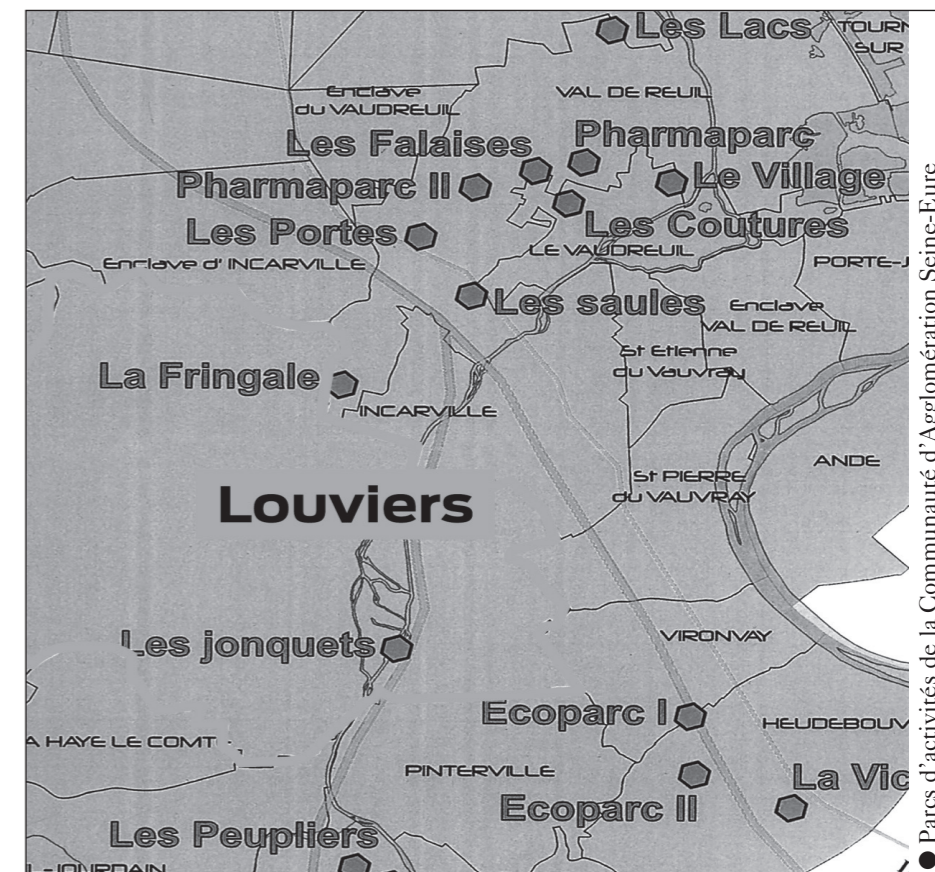 Les Lacs
TOURN
SUR
Enclave
du VAUDREUIL
VAL DE REUIL
Les Falaises
Pharmaparc
Pharmaparc II
Le Village
Les Portes
Les Coutures
LE VAUDREUIL
Enclave d'INCARVILLE
PORTE-J
Les saules
Enclave
VAL DE REUIL
St Etienne
du Vauvray
La Fringale
INCARVILLE
ANDE
St PIERRE
du VAUVRAY
Louviers
Les jonquets
VIRONVAY
Ecoparc I
HEUDEBOUV
A HAYE LE COMT
PINTERVILLE
La Vic
Ecoparc II
Les Peupliers
L-JOURDAIN
● Parcs d'activités de la Communauté d'Agglomération Seine-Eure